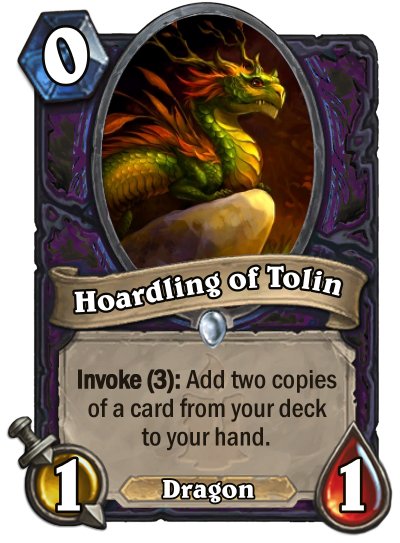 0
Hoardling of Tolin
Invoke (3): Add two copies
of a card from your deck
to your hand.
1
Dragon
1